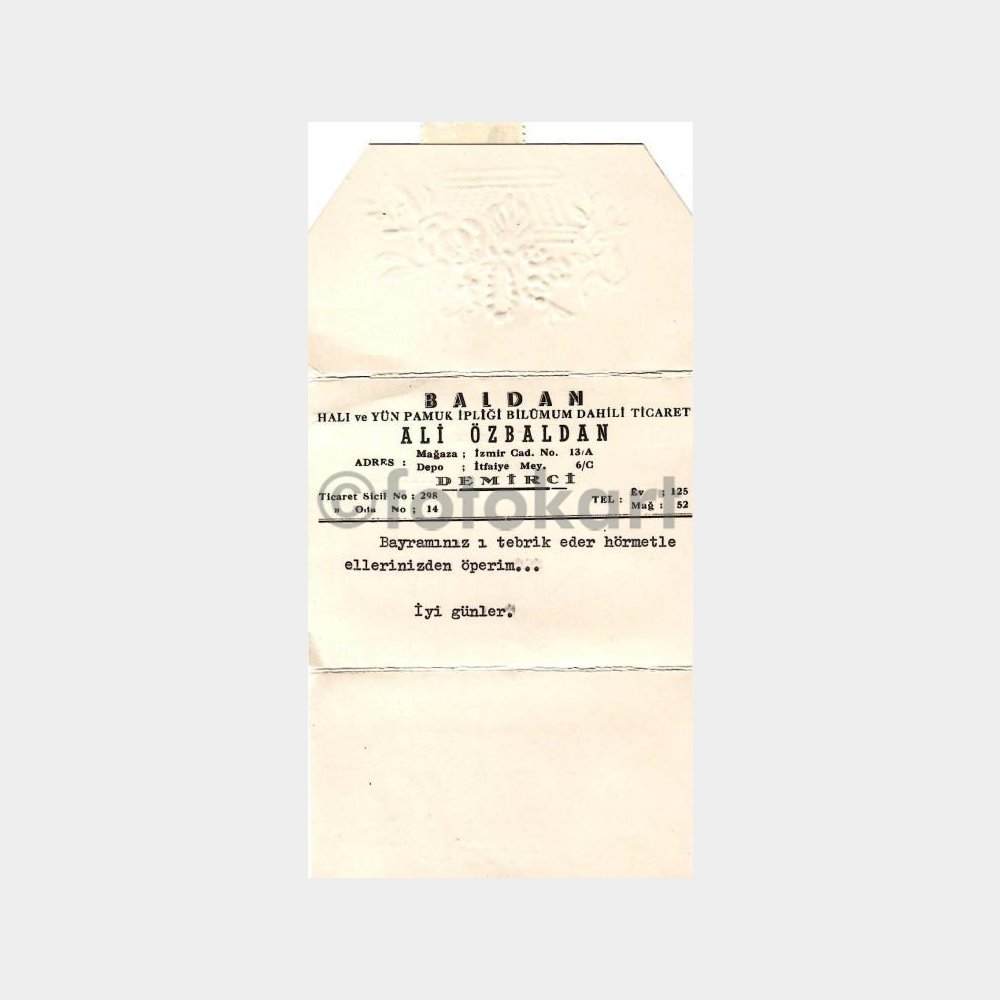 BALDAN
HALI ve YÜN PAMUK İPLİĞİ BİLÛMUM DAHİLİ TİCARET
ALİ ÖZBALDAN
ADRES : Mağaza ; İzmir Cad. No. 13/A
Depo ; İtfaiye Mey. 6/C
DEMİRCİ
Ticaret Sicil No : 298 TEL : Ev ; 125
» Oda No ; 14 Mağ : 52
©fotokart
Bayramınız ı tebrik eder hörmetle
ellerinizden öperim...
İyi günler.